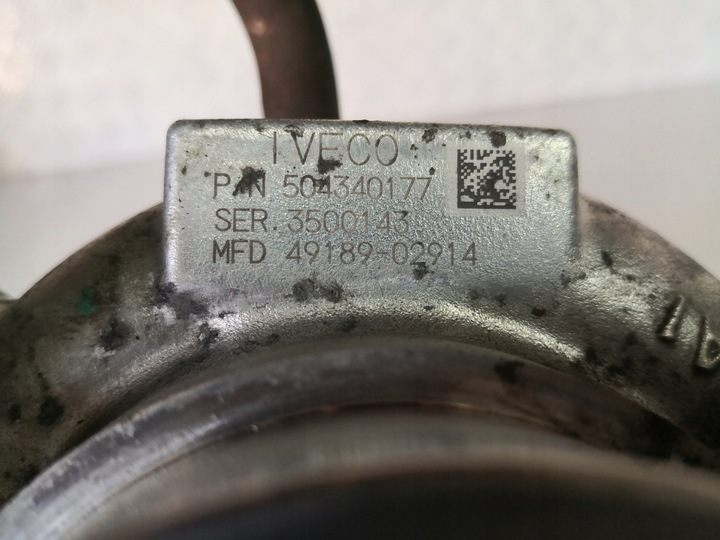 IVECO
P/N 504340177
SER. 3500143
MFD 49189-02914